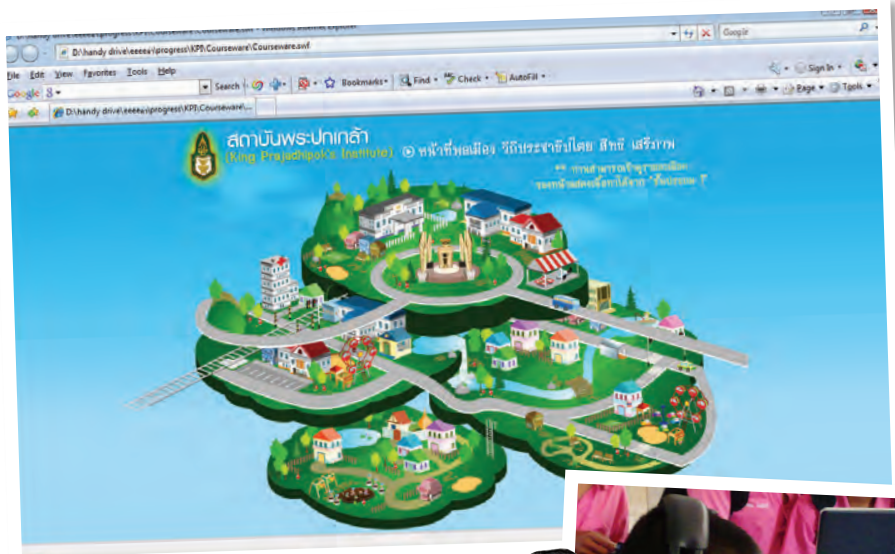 D:\handy drive\eeeee\progress\KPI\Courseware\Courseware.swf
Google
File Edit View Favorites Tools Help
Google Search Bookmarks Find Check AutoFill Sign In
D:\handy drive\eeeee\progress\KPI\Courseware\... Page Tools
สถาบันพระปกเกล้า
(King Prajadhipok's Institute) หน้าที่พลเมือง วิถีประชาธิปไตย สิทธิ เสรีภาพ